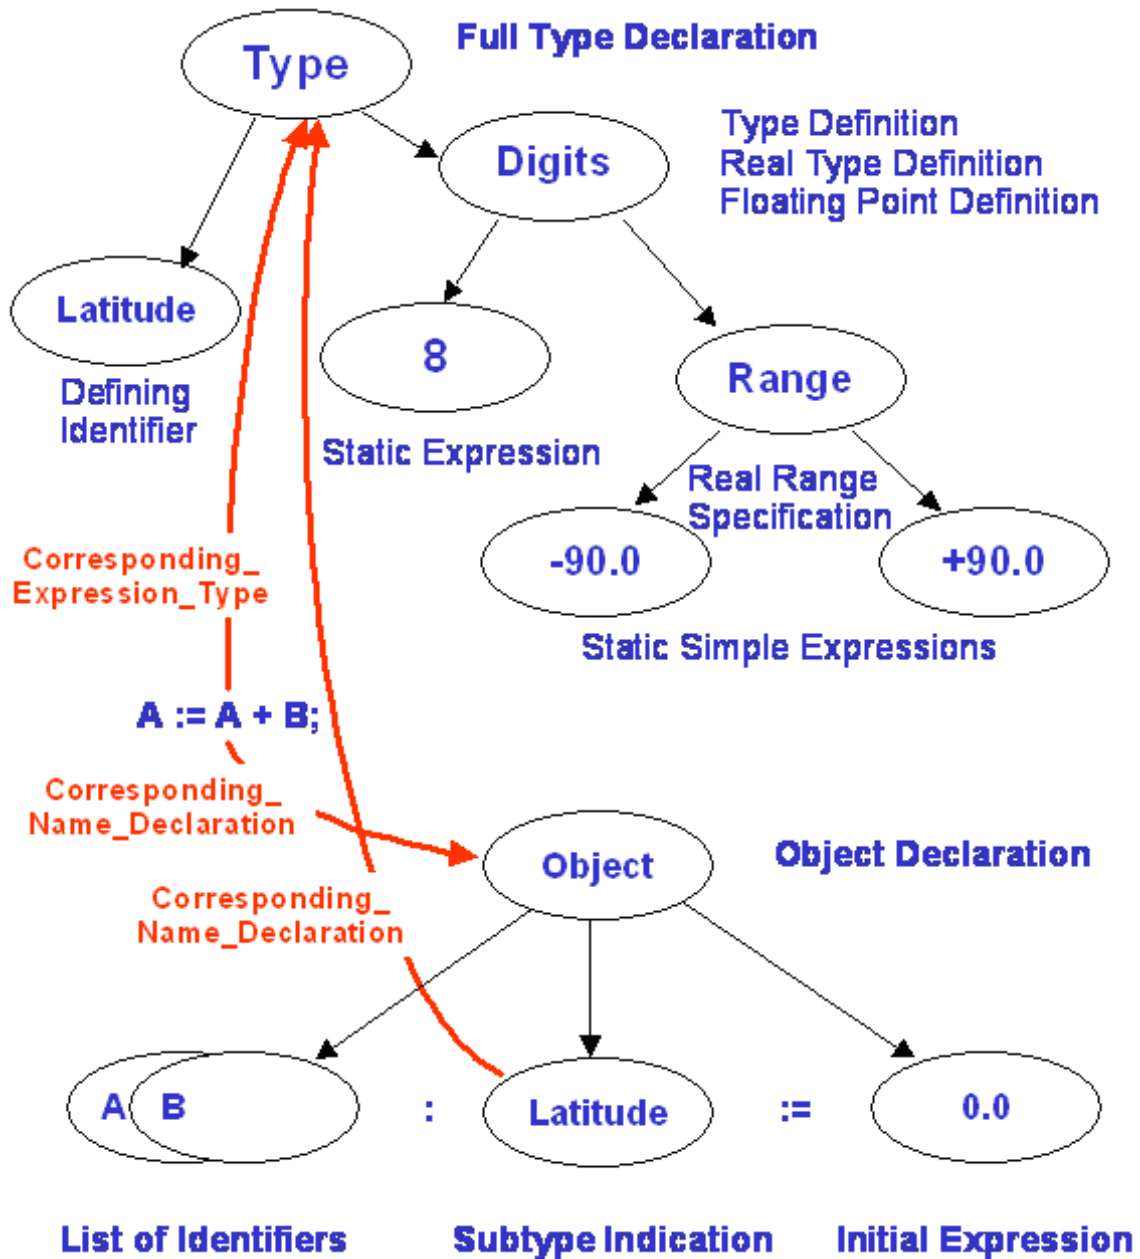 Full Type Declaration
Type
Type Definition
Real Type Definition
Floating Point Definition
Digits
Latitude
Defining
Identifier
8
Static Expression
Range
Real Range
Specification
-90.0
+90.0
Static Simple Expressions
Corresponding_
Expression_Type
A := A + B;
Corresponding_
Name_Declaration
Object
Object Declaration
Corresponding_
Name_Declaration
A B : Latitude := 0.0
List of Identifiers Subtype Indication Initial Expression